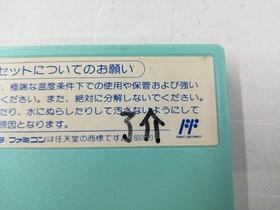 セットについてのお願い
、極端な温度条件下での使用や保管および強い
ださい。また、絶対に分解しないでください。
たり、水にぬらしたりして汚さないようにして
原因となります。
ファミコンは任天堂の商標です。
了介